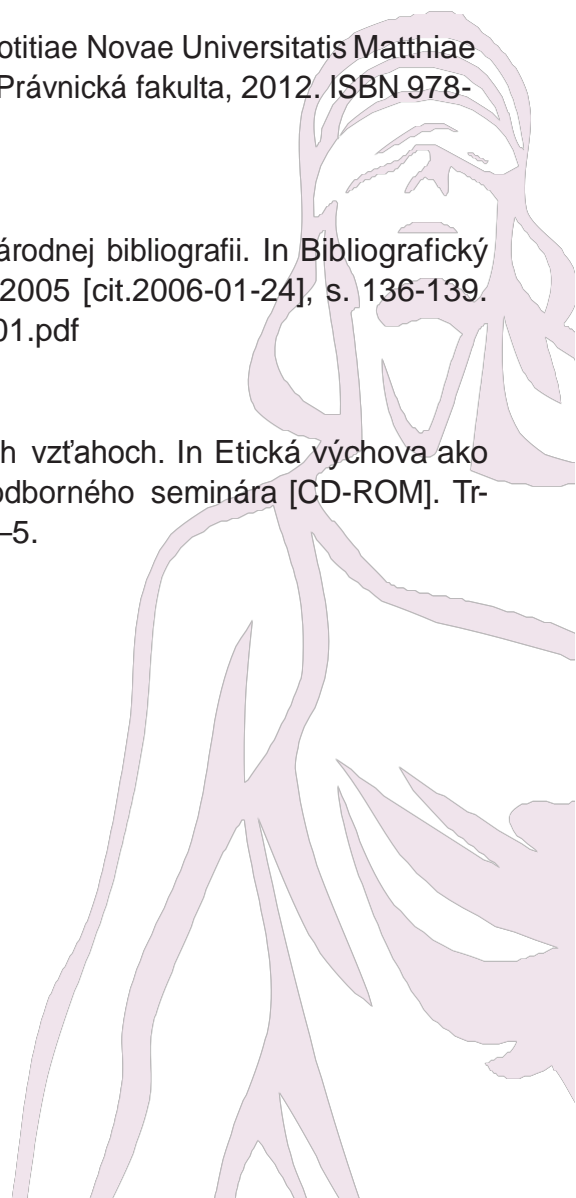 otitiae Novae Universitatis Matthiae
Právnická fakulta, 2012. ISBN 978-
árodnej bibliografii. In Bibliografický
2005 [cit.2006-01-24], s. 136-139.
01.pdf
h vzťahoch. In Etická výchova ako
odborného seminára [CD-ROM]. Tr-
–5.